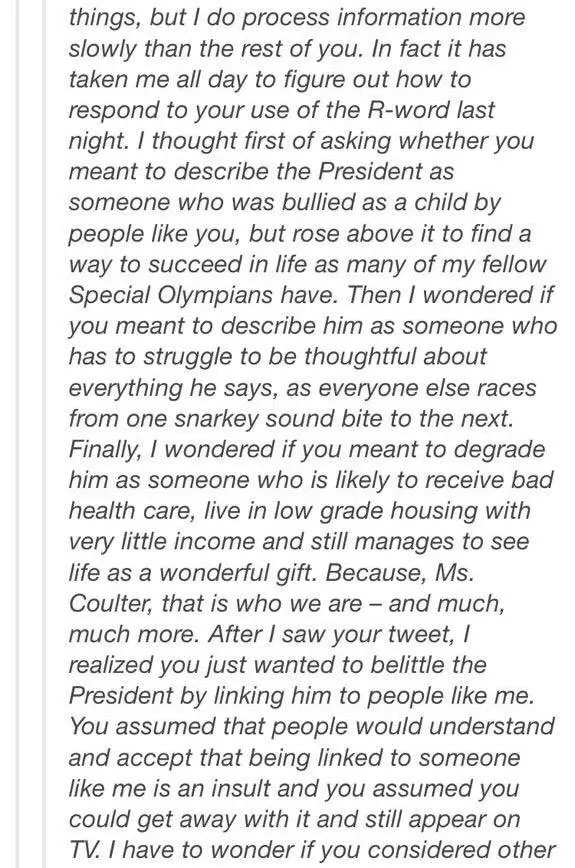 things, but I do process information more
slowly than the rest of you. In fact it has
taken me all day to figure out how to
respond to your use of the R-word last
night. I thought first of asking whether you
meant to describe the President as
someone who was bullied as a child by
people like you, but rose above it to find a
way to succeed in life as many of my fellow
Special Olympians have. Then I wondered if
you meant to describe him as someone who
has to struggle to be thoughtful about
everything he says, as everyone else races
from one snarkey sound bite to the next.
Finally, I wondered if you meant to degrade
him as someone who is likely to receive bad
health care, live in low grade housing with
very little income and still manages to see
life as a wonderful gift. Because, Ms.
Coulter, that is who we are – and much,
much more. After I saw your tweet, I
realized you just wanted to belittle the
President by linking him to people like me.
You assumed that people would understand
and accept that being linked to someone
like me is an insult and you assumed you
could get away with it and still appear on
TV. I have to wonder if you considered other